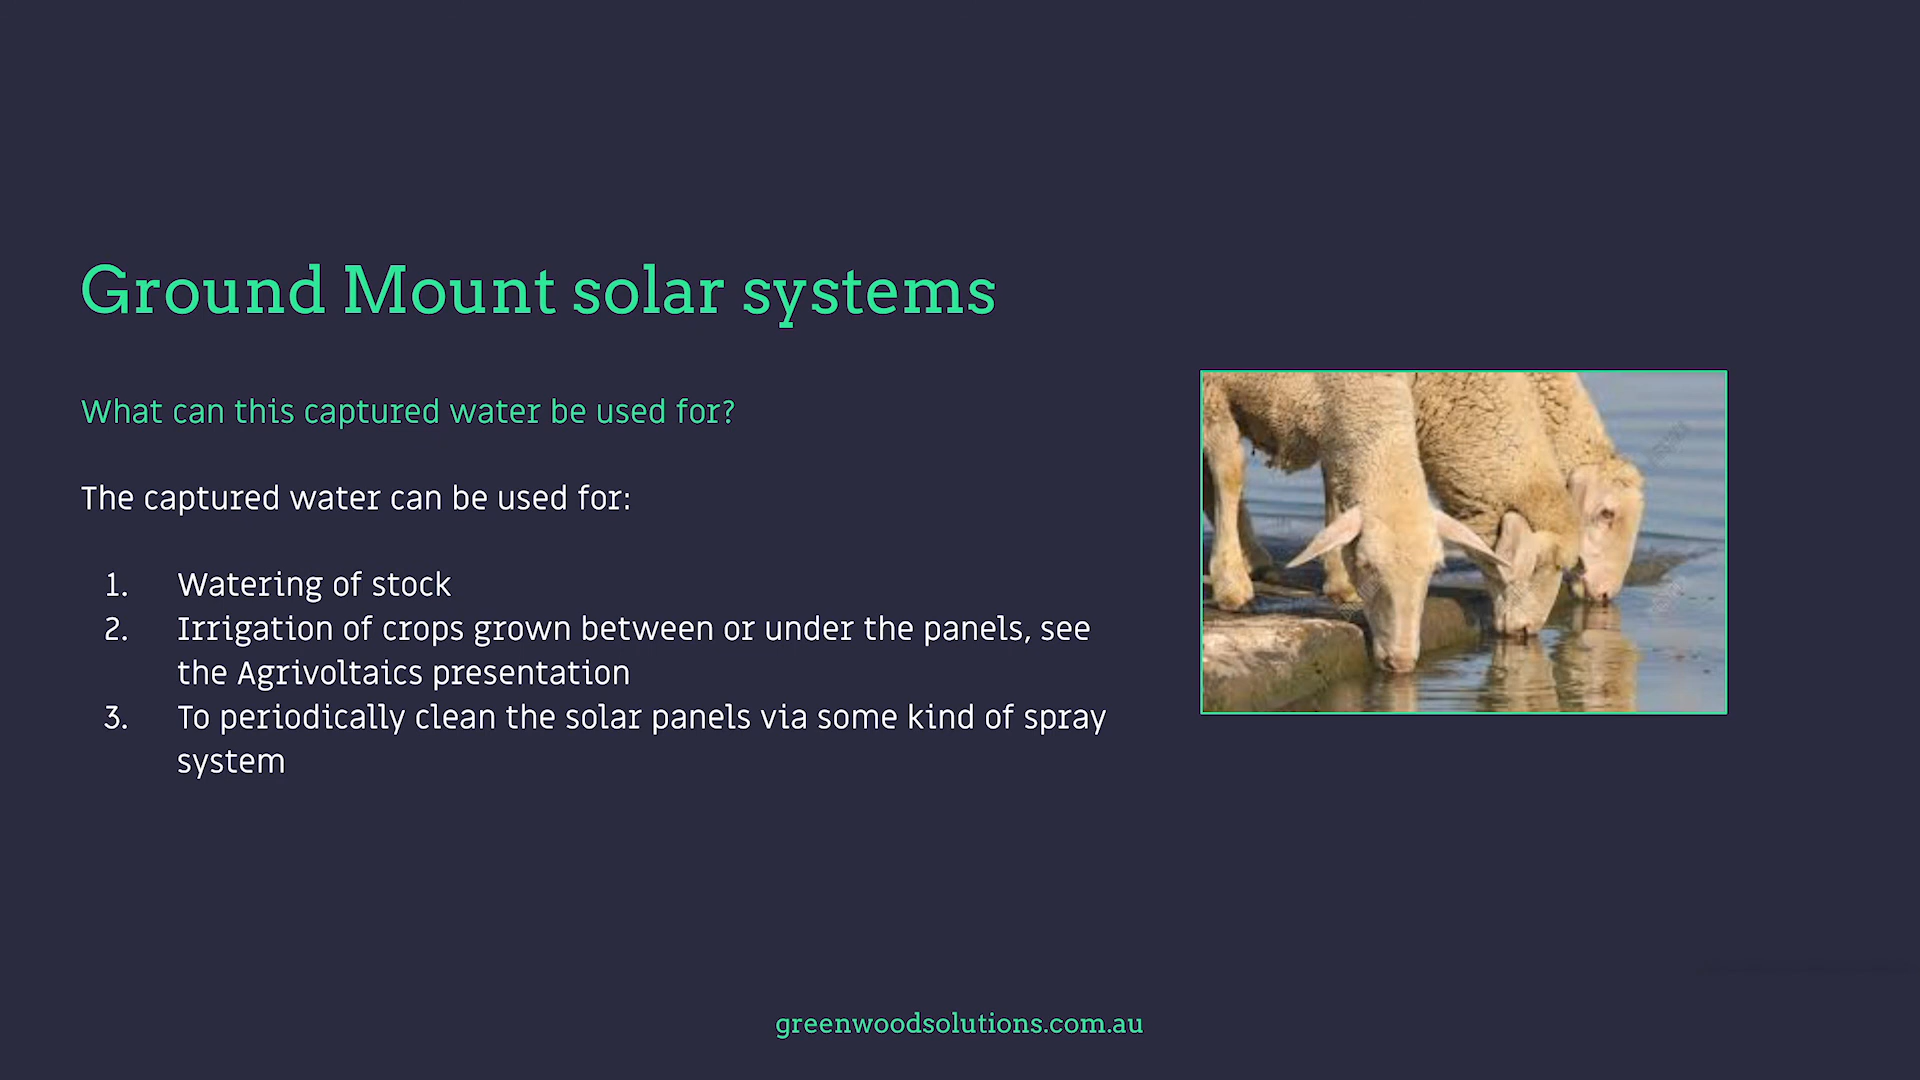 Ground Mount solar systems
What can this captured water be used for?
The captured water can be used for:
1. Watering of stock
2. Irrigation of crops grown between or under the panels, see
the Agrivoltaics presentation
3. To periodically clean the solar panels via some kind of spray
system
greenwoodsolutions.com.au